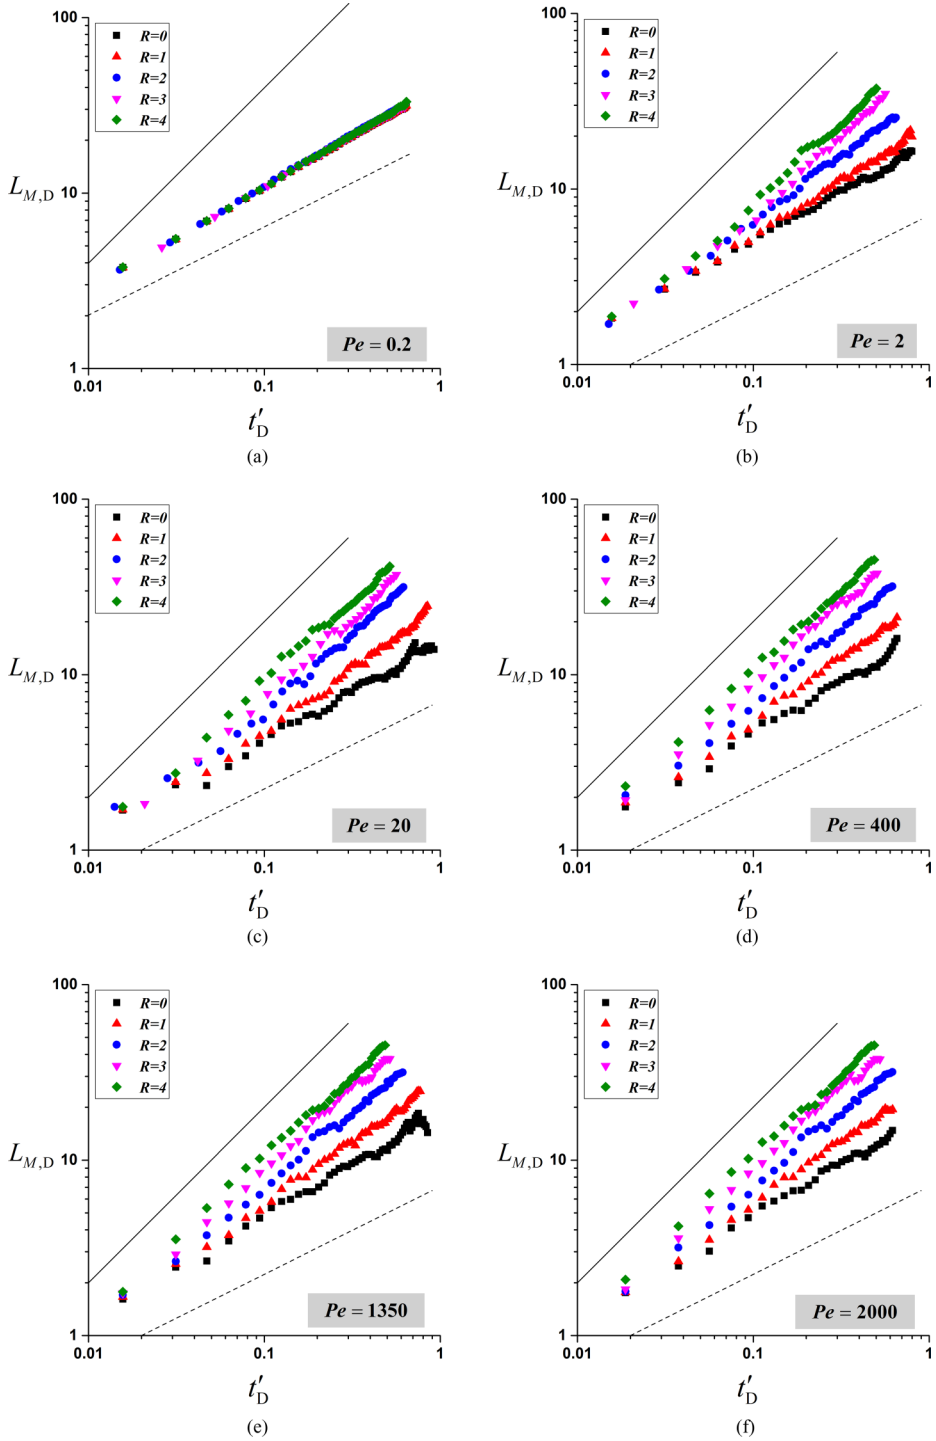 100
R=0
R=1
R=2
R=3
R=4
10
L_{M,D}
1
Pe = 0.2
0.01 0.1 1
t'_D
(a)
100
R=0
R=1
R=2
R=3
R=4
10
L_{M,D}
1
Pe = 2
0.01 0.1 1
t'_D
(b)
100
R=0
R=1
R=2
R=3
R=4
10
L_{M,D}
1
Pe = 20
0.01 0.1 1
t'_D
(c)
100
R=0
R=1
R=2
R=3
R=4
10
L_{M,D}
1
Pe = 400
0.01 0.1 1
t'_D
(d)
100
R=0
R=1
R=2
R=3
R=4
10
L_{M,D}
1
Pe = 1350
0.01 0.1 1
t'_D
(e)
100
R=0
R=1
R=2
R=3
R=4
10
L_{M,D}
1
Pe = 2000
0.01 0.1 1
t'_D
(f)